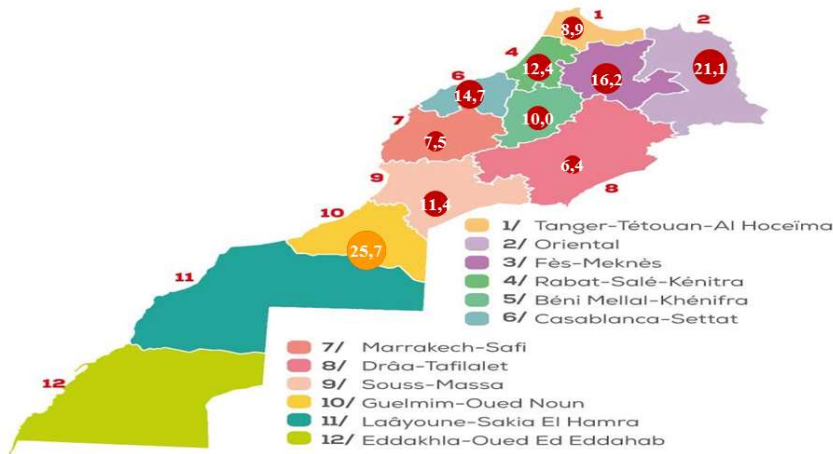 1
8,9
2
4
12,4
16,2
21,1
6
14,7
10,0
7
7,5
6,4
9
11,4
8
10
25,7
11
12
1/ Tanger-Tétouan-Al Hoceïma
2/ Oriental
3/ Fès-Meknès
4/ Rabat-Salé-Kénitra
5/ Béni Mellal-Khénifra
6/ Casablanca-Settat
7/ Marrakech-Safi
8/ Drâa-Tafilalet
9/ Souss-Massa
10/ Guelmim-Oued Noun
11/ Laâyoune-Sakia El Hamra
12/ Eddakhla-Oued Ed Eddahab